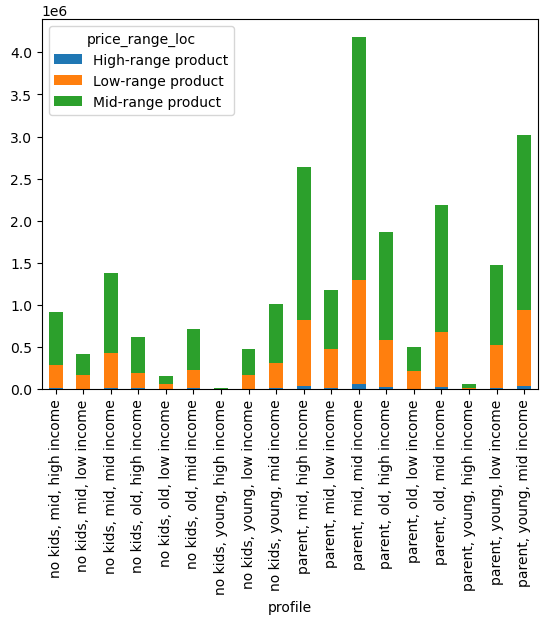 1e6
price_range_loc
High-range product
Low-range product
Mid-range product
4.0
3.5
3.0
2.5
2.0
1.5
1.0
0.5
0.0
no kids, mid, high income
no kids, mid, low income
no kids, mid, mid income
no kids, old, high income
no kids, old, low income
no kids, old, mid income
no kids, young, high income
no kids, young, low income
no kids, young, mid income
parent, mid, high income
parent, mid, low income
parent, mid, mid income
parent, old, high income
parent, old, low income
parent, old, mid income
parent, young, high income
parent, young, low income
parent, young, mid income
profile